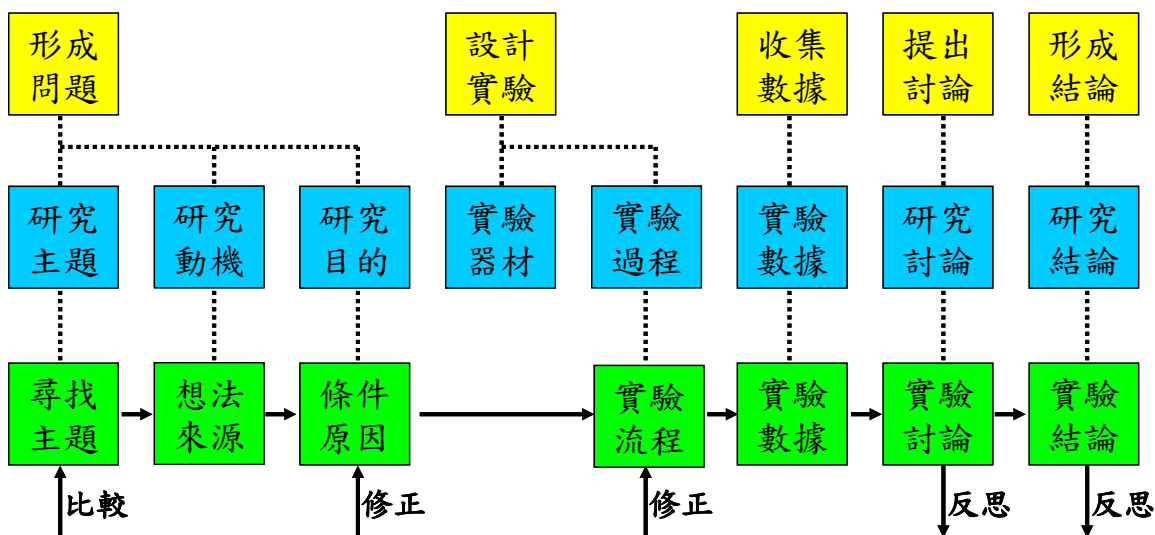 形成
問題
設計
實驗
收集
數據
提出
討論
形成
結論
研究
主題
研究
動機
研究
目的
實驗
器材
實驗
過程
實驗
數據
研究
討論
研究
結論
尋找
主題
想法
來源
條件
原因
實驗
流程
實驗
數據
實驗
討論
實驗
結論
比較
修正
修正
反思
反思